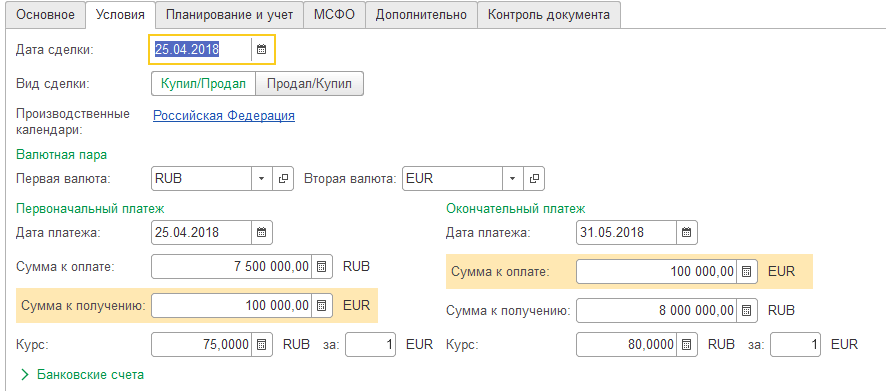 Основное Условия Планирование и учет МСФО Дополнительно Контроль документа
Дата сделки: 25.04.2018
Вид сделки: Купил/Продал Продал/Купил
Производственные календари: Российская Федерация
Валютная пара
Первая валюта: RUB Вторая валюта: EUR
Первоначальный платеж Окончательный платеж
Дата платежа: 25.04.2018 Дата платежа: 31.05.2018
Сумма к оплате: 7 500 000,00 RUB Сумма к оплате: 100 000,00 EUR
Сумма к получению: 100 000,00 EUR Сумма к получению: 8 000 000,00 RUB
Курс: 75,0000 RUB за: 1 EUR Курс: 80,0000 RUB за: 1 EUR
Банковские счета